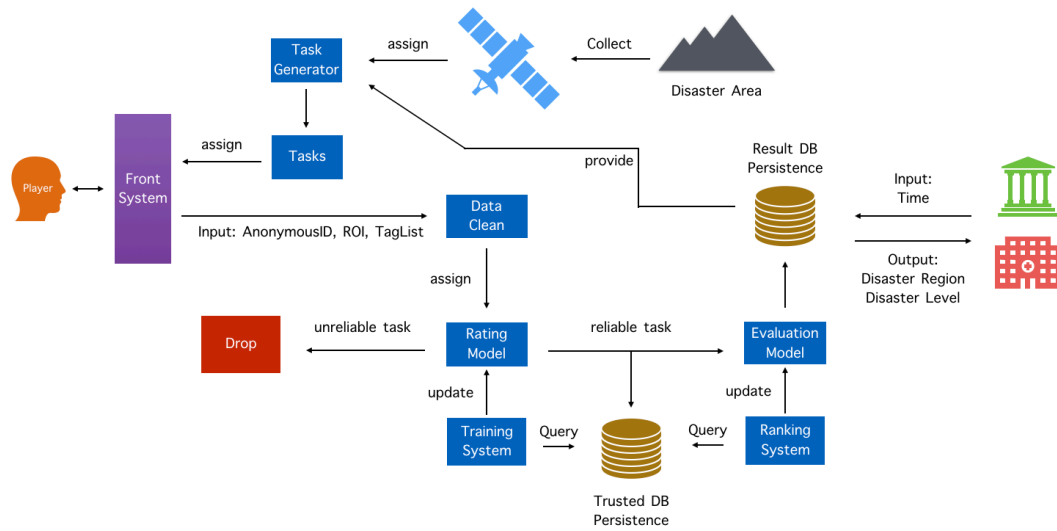 assign
Collect
Task
Generator
Disaster Area
assign
Tasks
provide
Result DB
Persistence
Player
Front
System
Input:
Time
Data
Clean
Input: AnonymousID, ROI, TagList
Output:
Disaster Region
Disaster Level
assign
Drop
unreliable task
Rating
Model
reliable task
Evaluation
Model
update
update
Training
System
Query
Query
Ranking
System
Trusted DB
Persistence